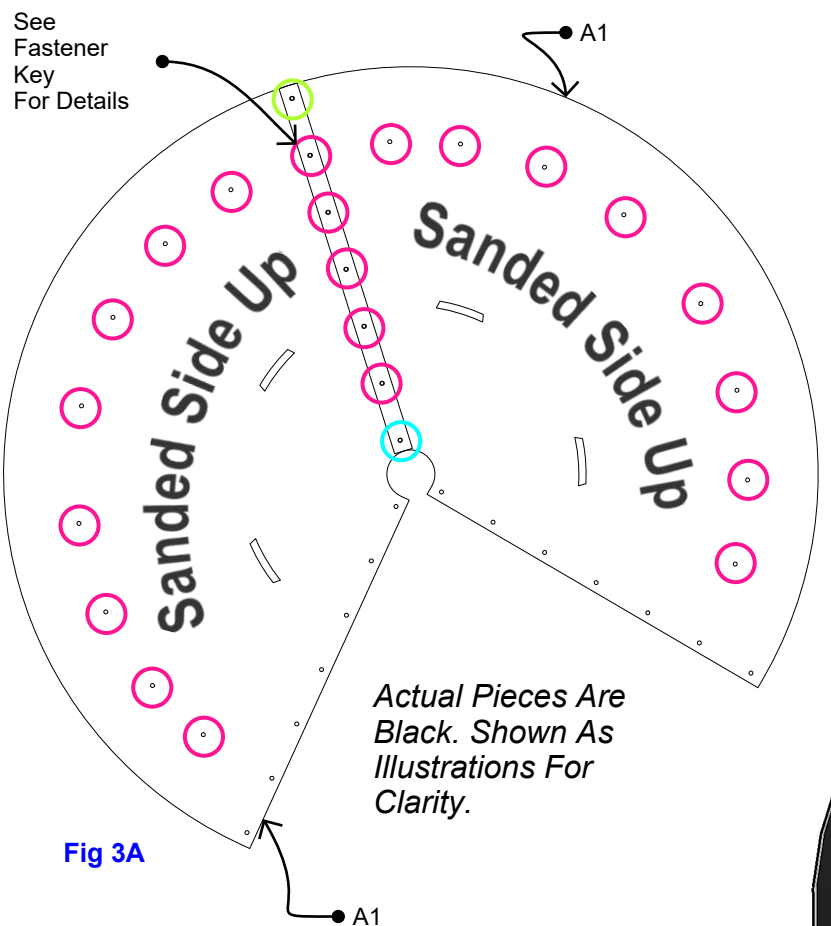 See
Fastener
Key
For Details
A1
Sanded Side Up
Sanded Side Up
Actual Pieces Are
Black. Shown As
Illustrations For
Clarity.
Fig 3A
A1